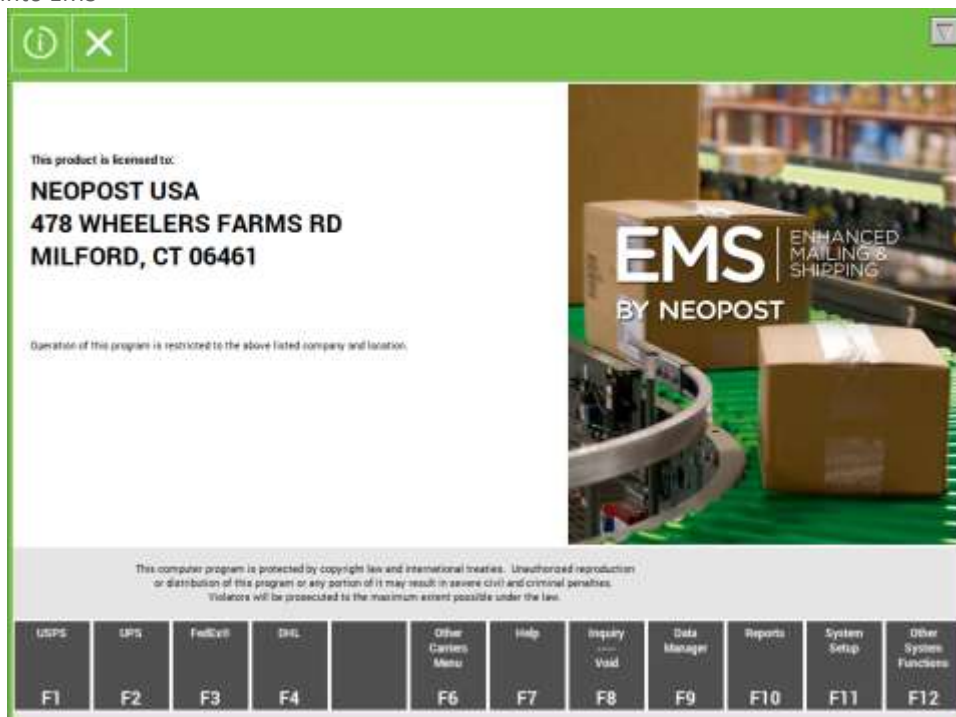 This product is licensed to:
NEOPOST USA
478 WHEELERS FARMS RD
MILFORD, CT 06461
Operation of this program is restricted to the above listed company and location.
EMS
ENHANCED
MAILING &
SHIPPING
BY NEOPOST
This computer program is protected by copyright law and international treaties. Unauthorized reproduction
or distribution of this program or any portion of it may result in severe civil and criminal penalties.
Violators will be prosecuted to the maximum extent possible under the law.
USPS
F1
UPS
F2
FedEx®
F3
DHL
F4
Other
Carriers
Menu
F6
Help
F7
Inquiry
----
Void
F8
Data
Manager
F9
Reports
F10
System
Setup
F11
Other
System
Functions
F12